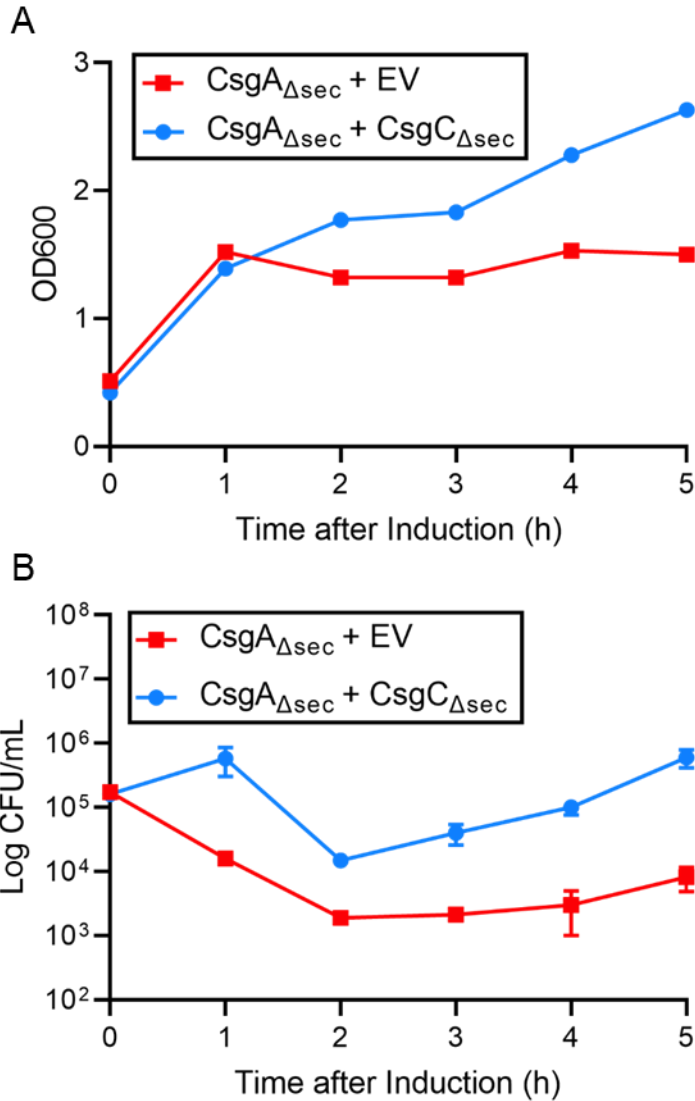 A
3
2
1
0
OD600
CsgAΔsec + EV
CsgAΔsec + CsgCΔsec
0 1 2 3 4 5
Time after Induction (h)
B
10⁸
10⁷
10⁶
10⁵
10⁴
10³
10²
Log CFU/mL
CsgAΔsec + EV
CsgAΔsec + CsgCΔsec
0 1 2 3 4 5
Time after Induction (h)